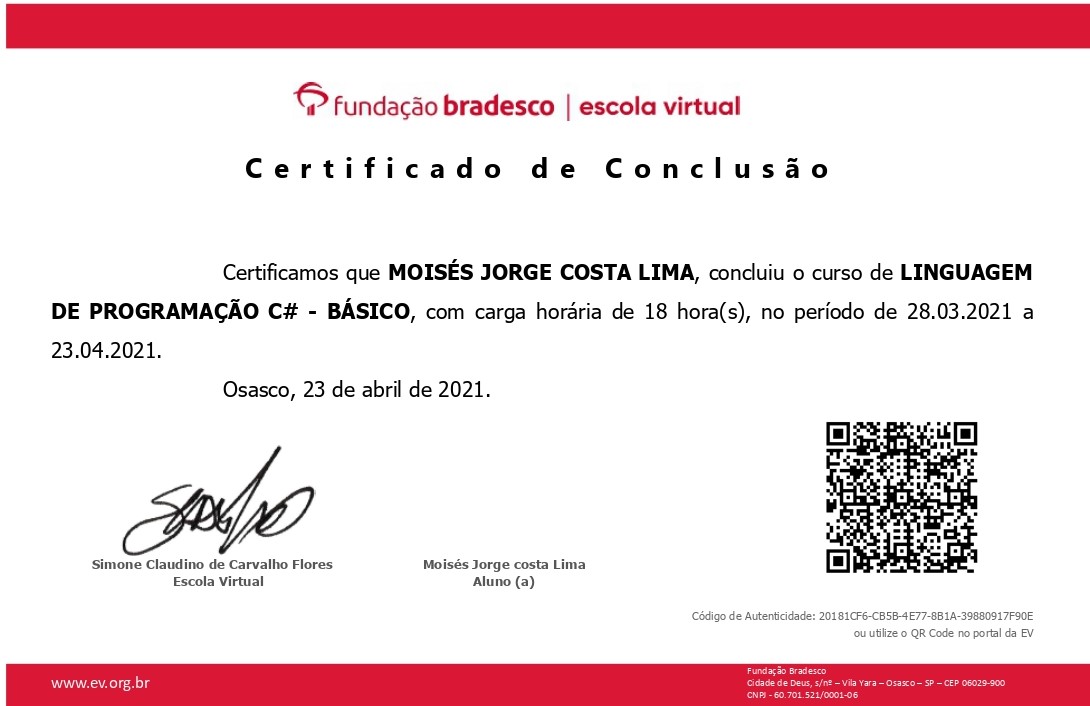 fundação bradesco | escola virtual
Certificado de Conclusão
Certificamos que MOISÉS JORGE COSTA LIMA, concluiu o curso de LINGUAGEM
DE PROGRAMAÇÃO C# - BÁSICO, com carga horária de 18 hora(s), no período de 28.03.2021 a
23.04.2021.
Osasco, 23 de abril de 2021.
Simone Claudino de Carvalho Flores
Escola Virtual
Moisés Jorge costa Lima
Aluno (a)
Código de Autenticidade: 20181CF6-CB5B-4E77-8B1A-39880917F90E
ou utilize o QR Code no portal da EV
www.ev.org.br
Fundação Bradesco
Cidade de Deus, s/nº – Vila Yara – Osasco – SP – CEP 06029-900
CNPJ - 60.701.521/0001-06